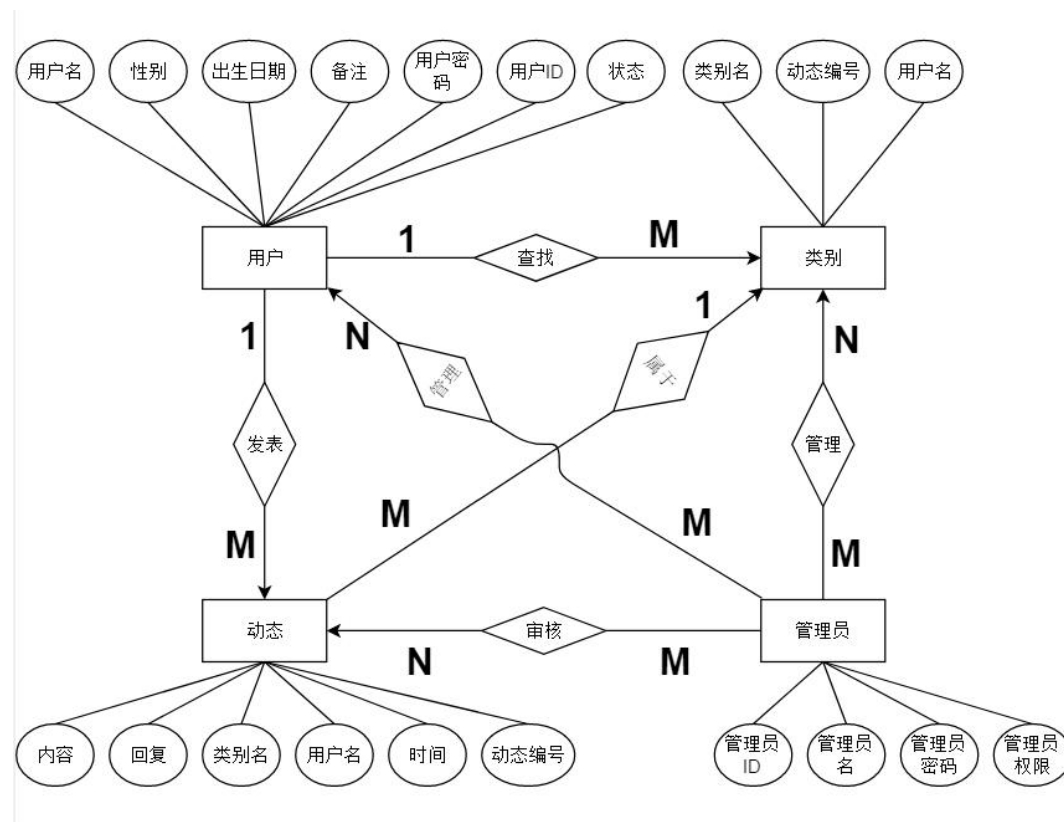 用户名
性别
出生日期
备注
用户密
码
用户ID
状态
类别名
动态编号
用户名
用户
1
查找
M
类别
1
N
管理
属于
1
N
发表
管理
M
M
M
M
动态
N
审核
M
管理员
内容
回复
类别名
用户名
时间
动态编号
管理员
ID
管理员
名
管理员
密码
管理员
权限